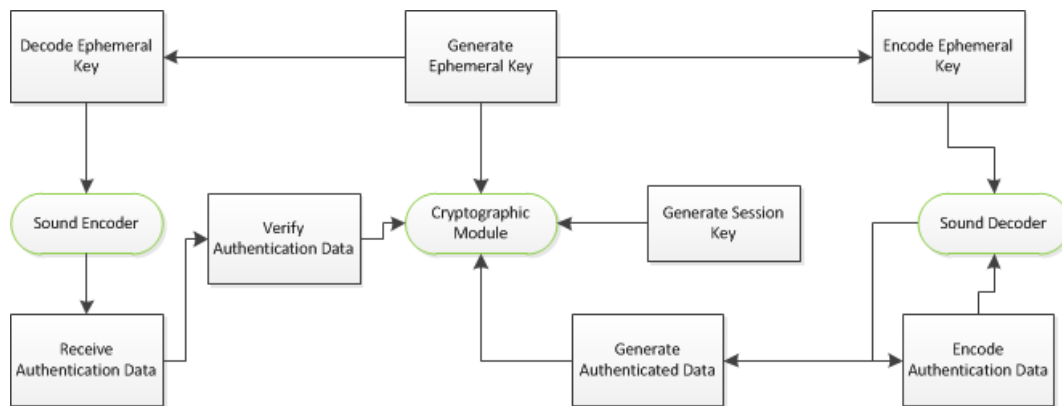 Decode Ephemeral
Key
Generate
Ephemeral Key
Encode Ephemeral
Key
Sound Encoder
Verify
Authentication Data
Cryptographic
Module
Generate Session
Key
Sound Decoder
Receive
Authentication Data
Generate
Authenticated Data
Encode
Authentication Data